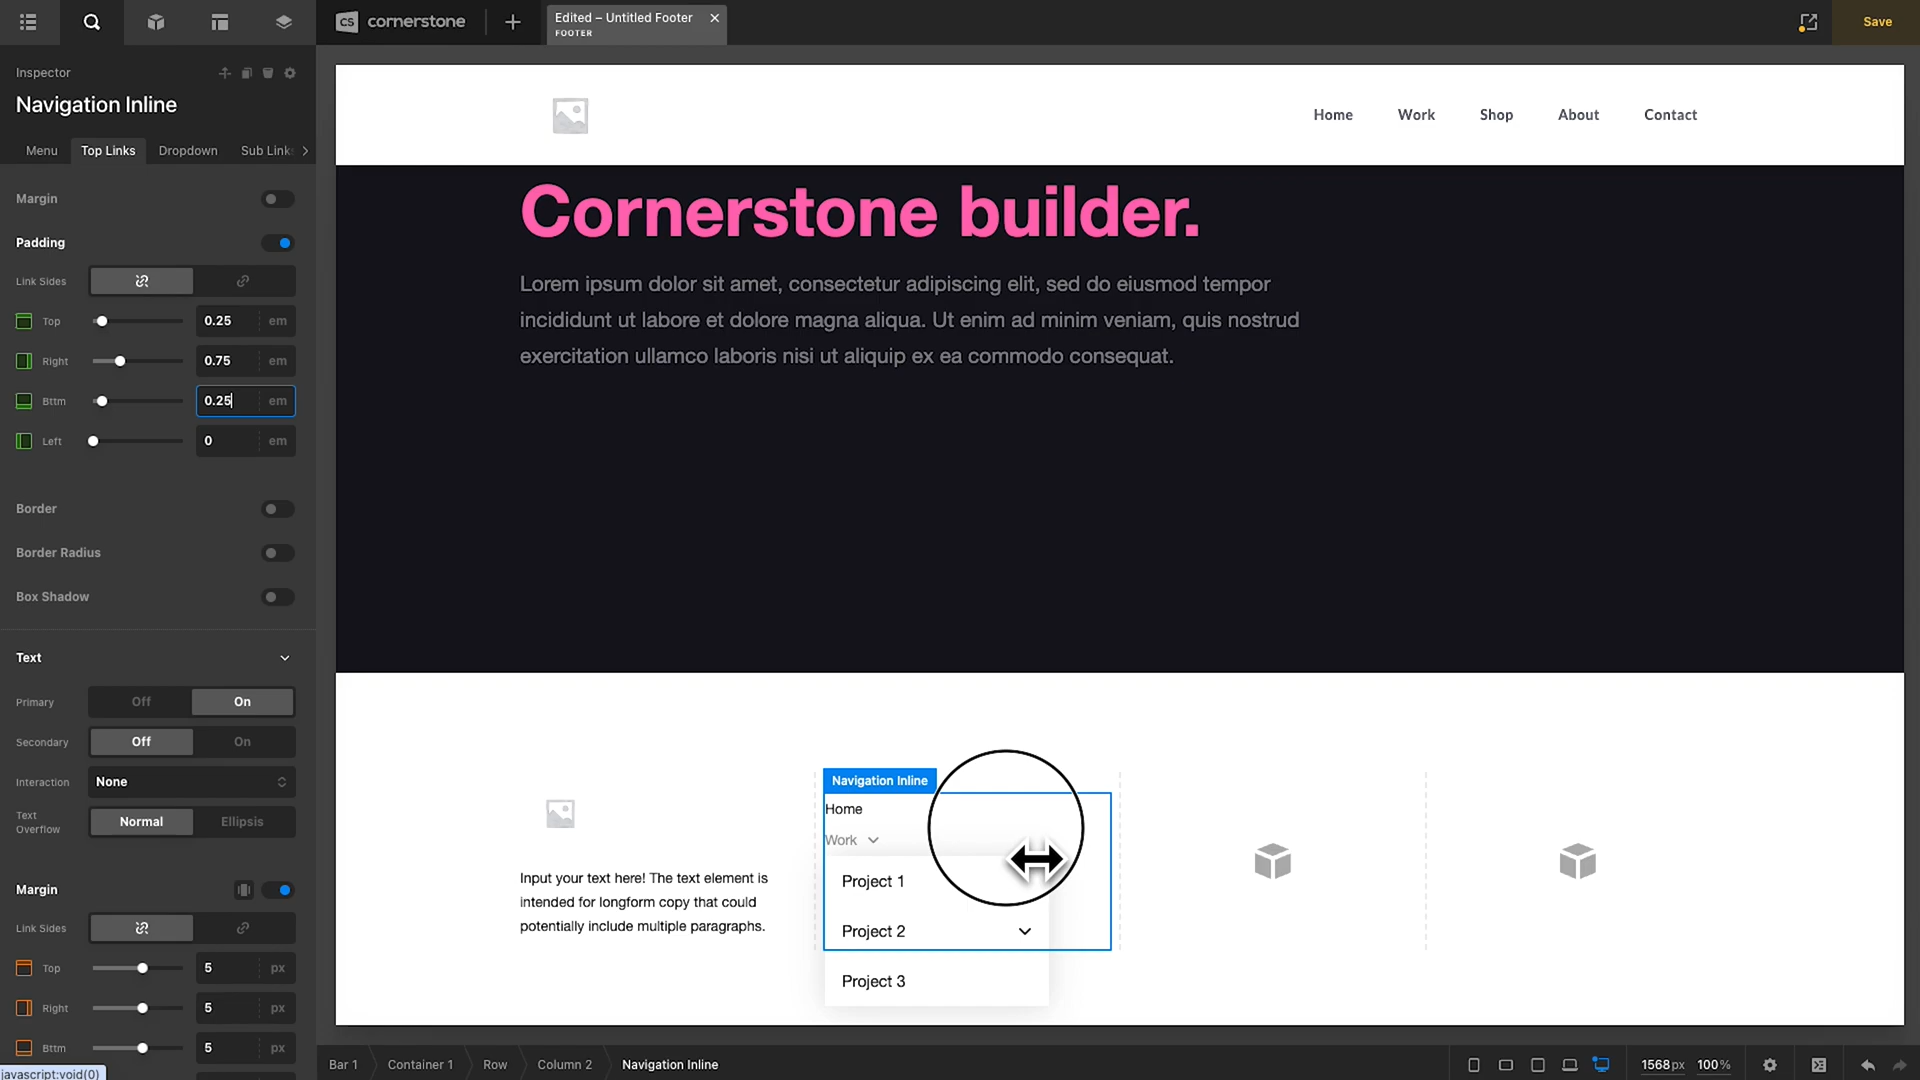 cornerstone
Edited – Untitled Footer
FOOTER
Save
Inspector
Navigation Inline
Menu
Top Links
Dropdown
Sub Link
Home
Work
Shop
About
Contact
Margin
Padding
Link Sides
Top
0.25
em
Right
0.75
em
Bttm
0.25
em
Left
0
em
Border
Border Radius
Box Shadow
Text
Primary
Off
On
Secondary
Off
On
Interaction
None
Text
Overflow
Normal
Ellipsis
Margin
Link Sides
Top
5
px
Right
5
px
Bttm
5
px
javascript:void(0)
Cornerstone builder.
Lorem ipsum dolor sit amet, consectetur adipiscing elit, sed do eiusmod tempor
incididunt ut labore et dolore magna aliqua. Ut enim ad minim veniam, quis nostrud
exercitation ullamco laboris nisi ut aliquip ex ea commodo consequat.
Input your text here! The text element is
intended for longform copy that could
potentially include multiple paragraphs.
Navigation Inline
Home
Work
Project 1
Project 2
Project 3
Bar 1
Container 1
Row
Column 2
Navigation Inline
1568px
100%